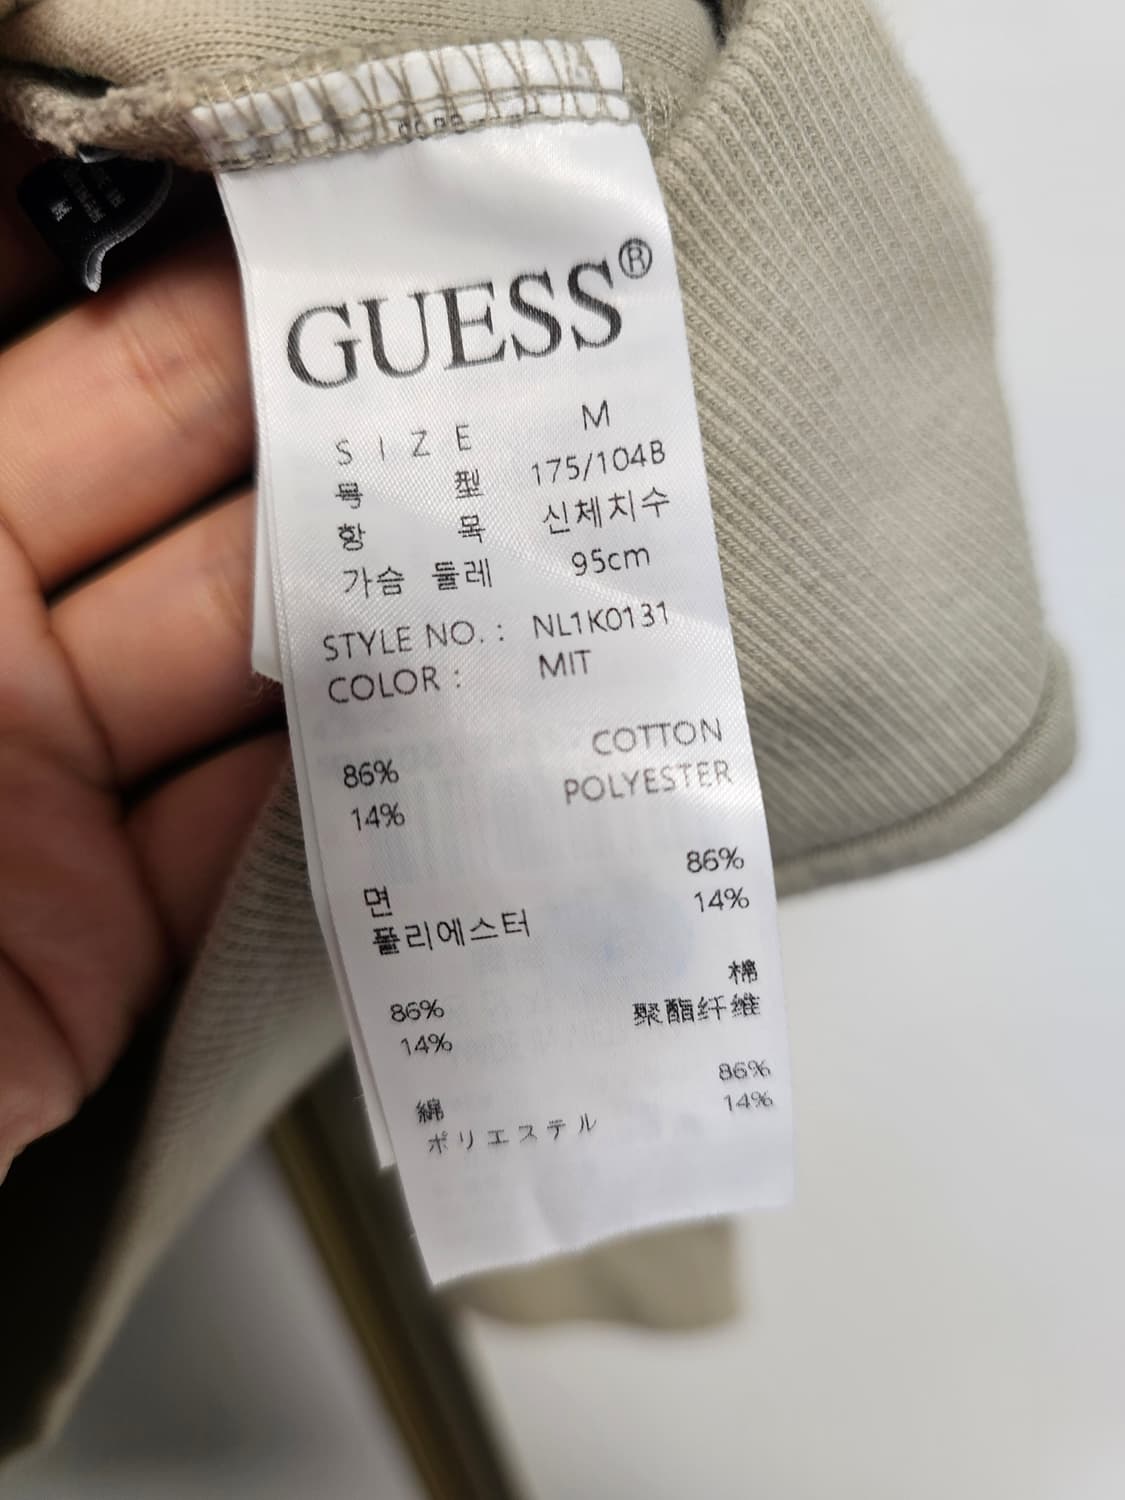 GUESS®
SIZE M
号型 175/104B
항목 신체치수
가슴 둘레 95cm
STYLE NO.: NL1K0131
COLOR: MIT
86% COTTON
14% POLYESTER
면 86%
폴리에스터 14%
86% 棉
14% 聚酯纤维
綿 86%
ポリエステル 14%